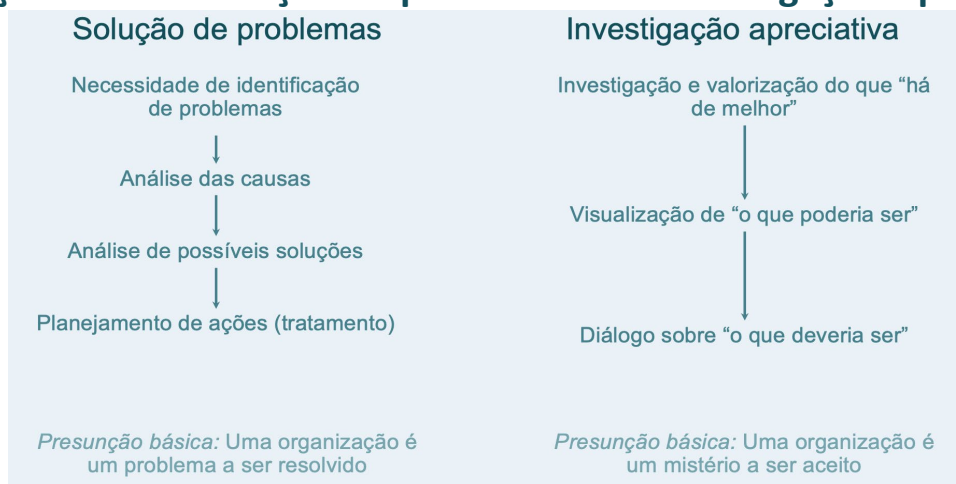 Solução de problemas
Necessidade de identificação
de problemas
Análise das causas
Análise de possíveis soluções
Planejamento de ações (tratamento)
Presunção básica: Uma organização é
um problema a ser resolvido
Investigação apreciativa
Investigação e valorização do que “há
de melhor”
Visualização de “o que poderia ser”
Diálogo sobre “o que deveria ser”
Presunção básica: Uma organização é
um mistério a ser aceito